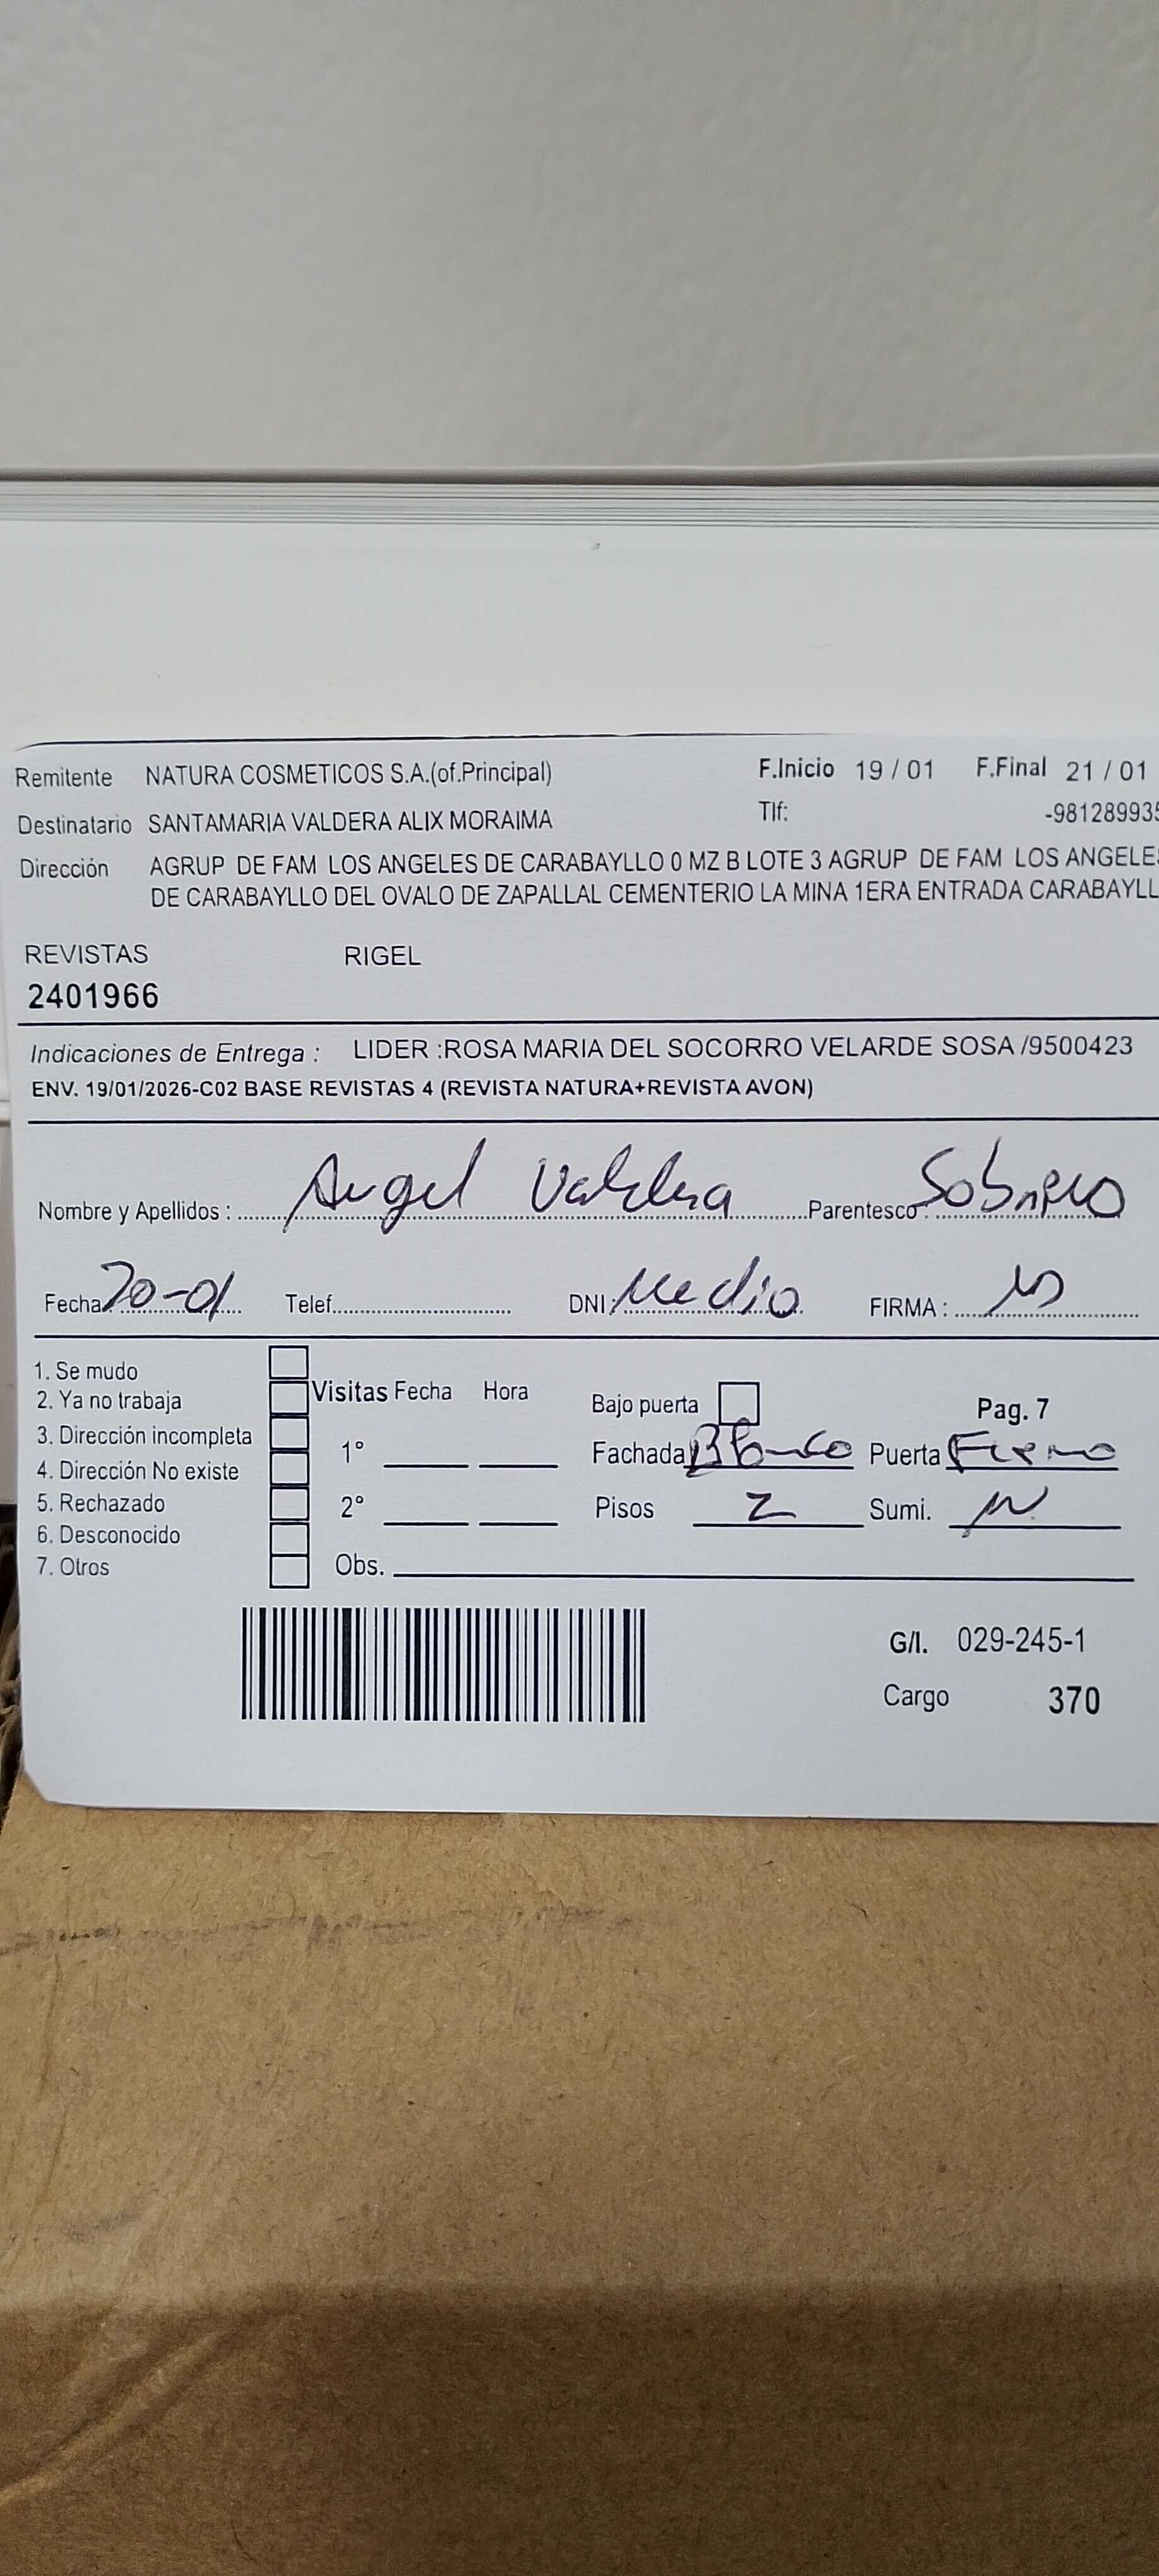 Remitente NATURA COSMETICOS S.A.(of.Principal) F.Inicio 19 / 01 F.Final 21 / 01
Destinatario SANTAMARIA VALDERA ALIX MORAIMA Tlf: -98128993
Dirección AGRUP DE FAM LOS ANGELES DE CARABAYLLO 0 MZ B LOTE 3 AGRUP DE FAM LOS ANGELE
DE CARABAYLLO DEL OVALO DE ZAPALLAL CEMENTERIO LA MINA 1ERA ENTRADA CARABAYLL
REVISTAS RIGEL
2401966
Indicaciones de Entrega : LIDER :ROSA MARIA DEL SOCORRO VELARDE SOSA /9500423
ENV. 19/01/2026-C02 BASE REVISTAS 4 (REVISTA NATURA+REVISTA AVON)
Nombre y Apellidos : Angel Valdera Parentesco : Sobrino
Fecha 20-01 Telef. DNI: Medio FIRMA :
1. Se mudo
2. Ya no trabaja Visitas Fecha Hora Bajo puerta Pag. 7
3. Dirección incompleta 1° Fachada Blanco Puerta Fierro
4. Dirección No existe
5. Rechazado 2° Pisos 2 Sumi. N
6. Desconocido
7. Otros Obs.
G/I. 029-245-1
Cargo 370